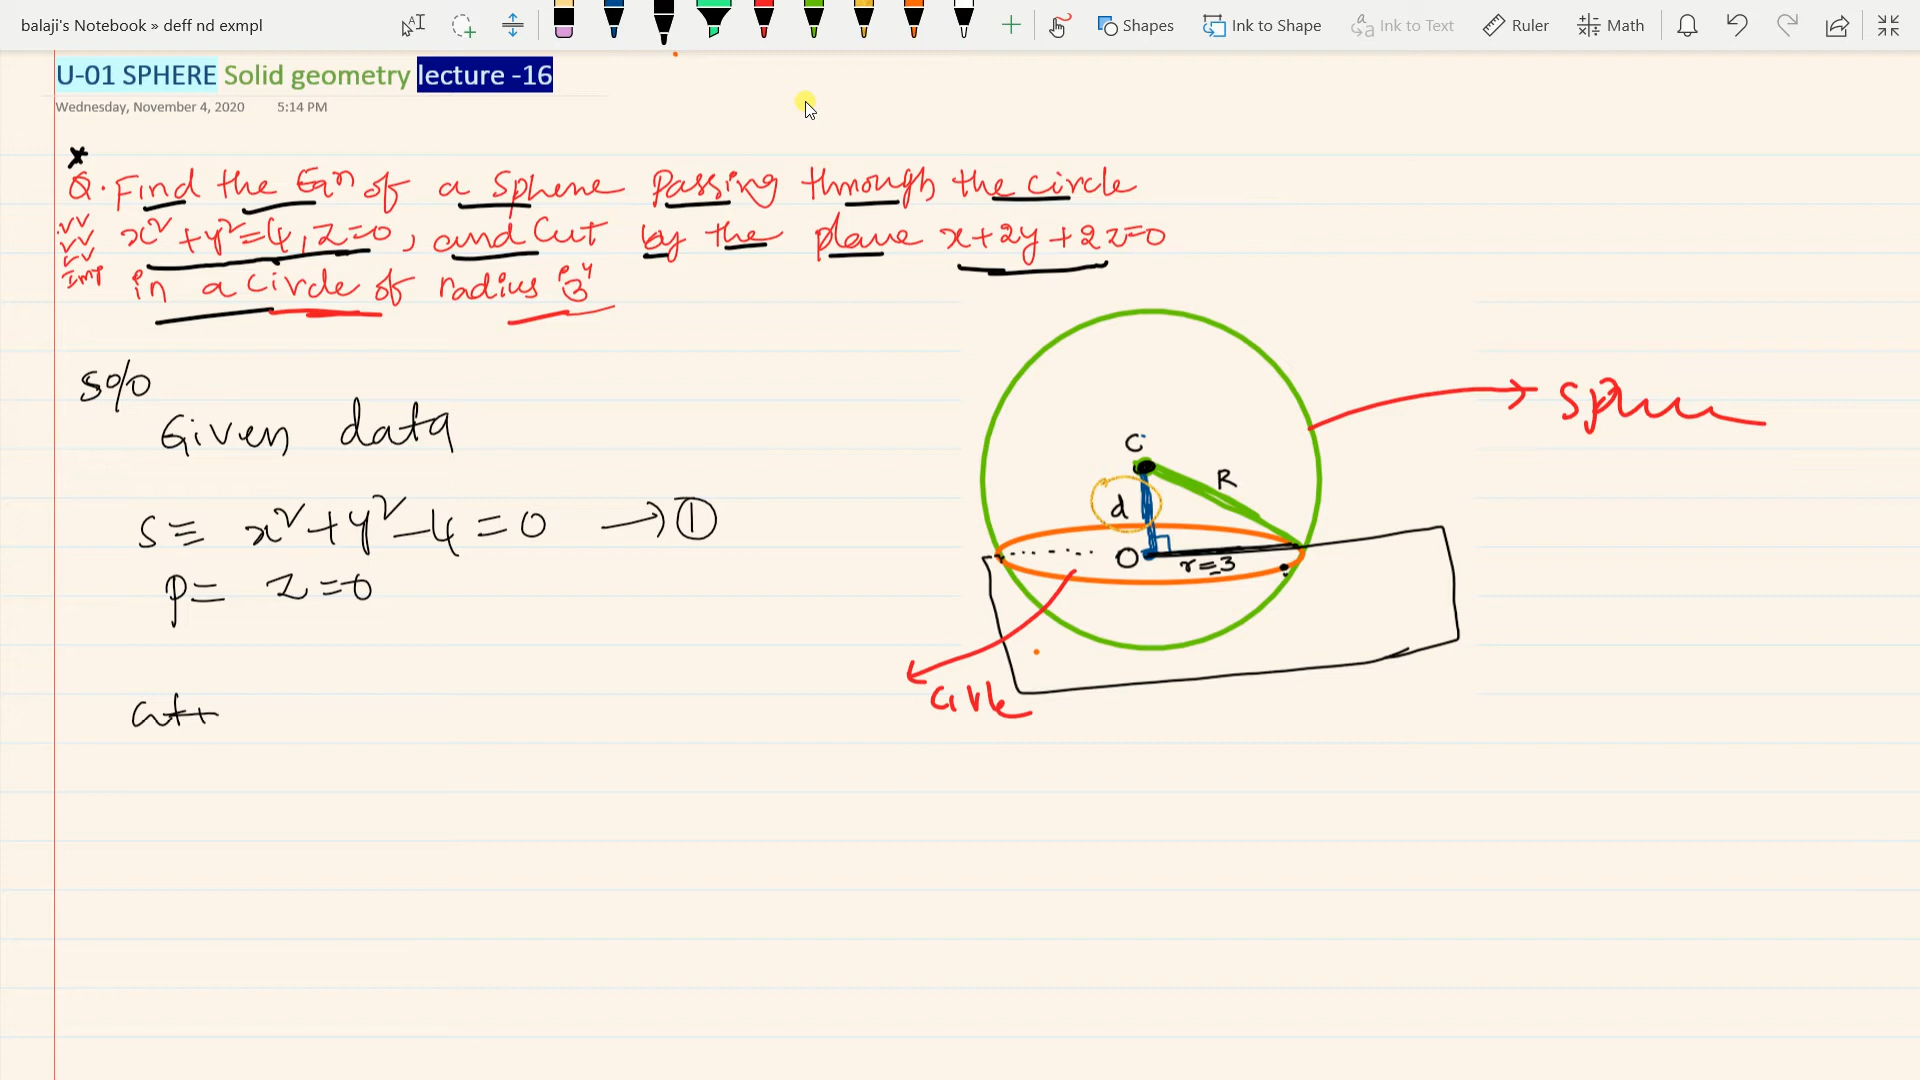 balaji's Notebook » deff nd exmpl
Shapes Ink to Shape Ink to Text Ruler Math
U-01 SPHERE Solid geometry lecture -16
Wednesday, November 4, 2020 5:14 PM
Q. Find the Eqn of a Sphene Passing through the circle
x²+y²=4, z=0, and Cut by the plane x+2y+2z=0
Imp in a circle of radius '3'
Given data
S≡ x²+y²-4=0 →①
p= z=0
C
R
d
O
r=3
circle